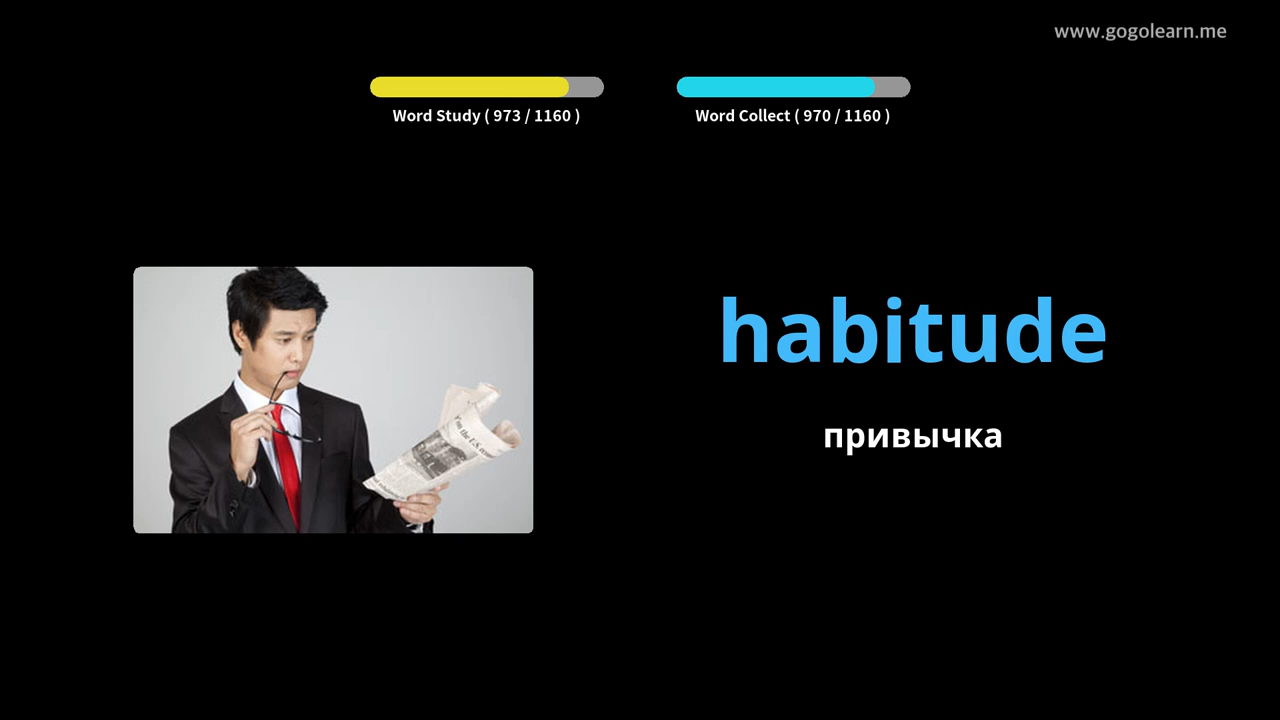 www.gogolearn.me
Word Study ( 973 / 1160 )
Word Collect ( 970 / 1160 )
habitude
привычка